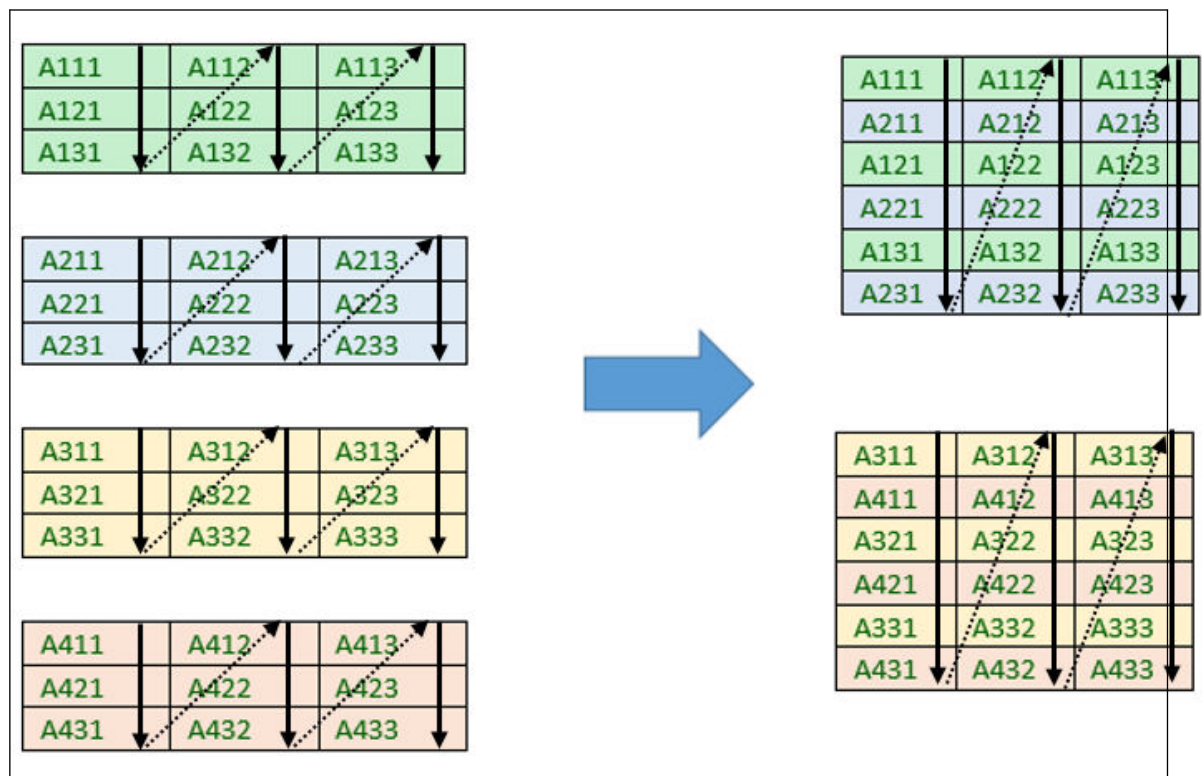 A111 A112 A113
A121 A122 A123
A131 A132 A133
A211 A212 A213
A221 A222 A223
A231 A232 A233
A311 A312 A313
A321 A322 A323
A331 A332 A333
A411 A412 A413
A421 A422 A423
A431 A432 A433
A111 A112 A113
A211 A212 A213
A121 A122 A123
A221 A222 A223
A131 A132 A133
A231 A232 A233
A311 A312 A313
A411 A412 A413
A321 A322 A323
A421 A422 A423
A331 A332 A333
A431 A432 A433